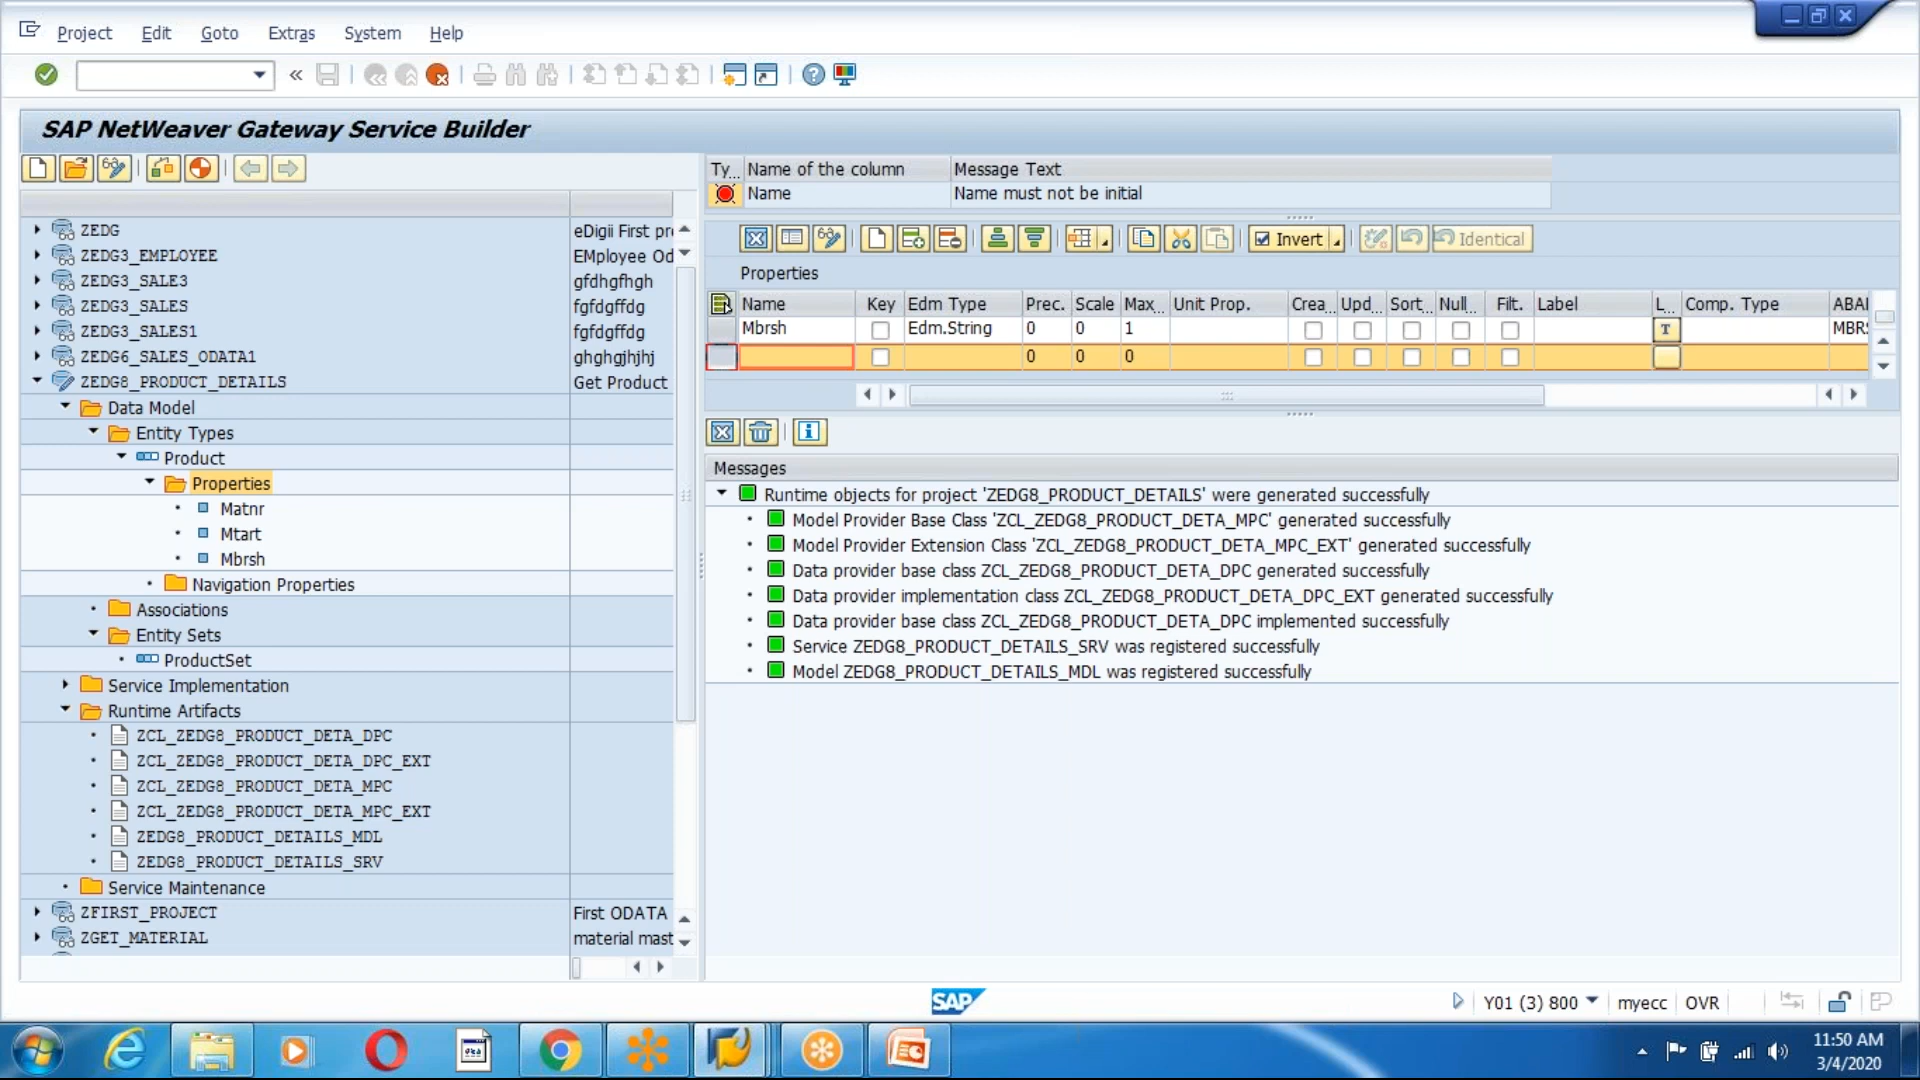 Project Edit Goto Extras System Help
SAP NetWeaver Gateway Service Builder
Ty... Name of the column Message Text
Name Name must not be initial
Invert Identical
Properties
Name Key Edm Type Prec. Scale Max... Unit Prop. Crea... Upd... Sort... Null... Filt. Label L... Comp. Type ABAI
Mbrsh Edm.String 0 0 1 T MBRS
0 0 0
ZEDG eDigii First pro
ZEDG3_EMPLOYEE EMployee Od
ZEDG3_SALE3 gfdhgfhgh
ZEDG3_SALES fgfdgffdg
ZEDG3_SALES1 fgfdgffdg
ZEDG6_SALES_ODATA1 ghghgjhjhj
ZEDG8_PRODUCT_DETAILS Get Product
Data Model
Entity Types
Product
Properties
Matnr
Mtart
Mbrsh
Navigation Properties
Associations
Entity Sets
ProductSet
Service Implementation
Runtime Artifacts
ZCL_ZEDG8_PRODUCT_DETA_DPC
ZCL_ZEDG8_PRODUCT_DETA_DPC_EXT
ZCL_ZEDG8_PRODUCT_DETA_MPC
ZCL_ZEDG8_PRODUCT_DETA_MPC_EXT
ZEDG8_PRODUCT_DETAILS_MDL
ZEDG8_PRODUCT_DETAILS_SRV
Service Maintenance
ZFIRST_PROJECT First ODATA
ZGET_MATERIAL material mast
Messages
Runtime objects for project 'ZEDG8_PRODUCT_DETAILS' were generated successfully
Model Provider Base Class 'ZCL_ZEDG8_PRODUCT_DETA_MPC' generated successfully
Model Provider Extension Class 'ZCL_ZEDG8_PRODUCT_DETA_MPC_EXT' generated successfully
Data provider base class ZCL_ZEDG8_PRODUCT_DETA_DPC generated successfully
Data provider implementation class ZCL_ZEDG8_PRODUCT_DETA_DPC_EXT generated successfully
Data provider base class ZCL_ZEDG8_PRODUCT_DETA_DPC implemented successfully
Service ZEDG8_PRODUCT_DETAILS_SRV was registered successfully
Model ZEDG8_PRODUCT_DETAILS_MDL was registered successfully
SAP
Y01 (3) 800 myecc OVR
11:50 AM
3/4/2020